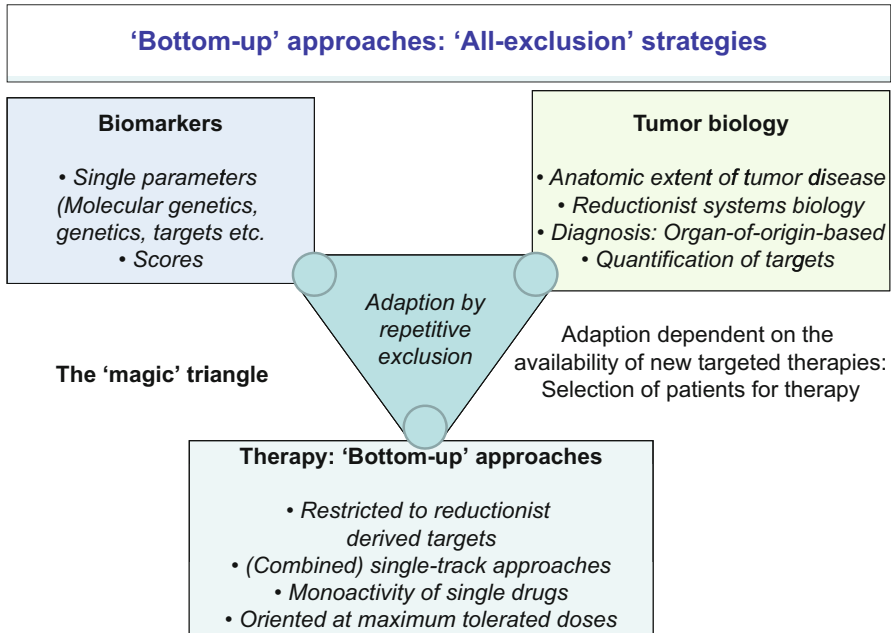 ‘Bottom-up’ approaches: ‘All-exclusion’ strategies
Biomarkers
• Single parameters
(Molecular genetics,
genetics, targets etc.
• Scores
Tumor biology
• Anatomic extent of tumor disease
• Reductionist systems biology
• Diagnosis: Organ-of-origin-based
• Quantification of targets
Adaption by
repetitive
exclusion
The ‘magic’ triangle
Adaption dependent on the
availability of new targeted therapies:
Selection of patients for therapy
Therapy: ‘Bottom-up’ approaches
• Restricted to reductionist
derived targets
• (Combined) single-track approaches
• Monoactivity of single drugs
• Oriented at maximum tolerated doses